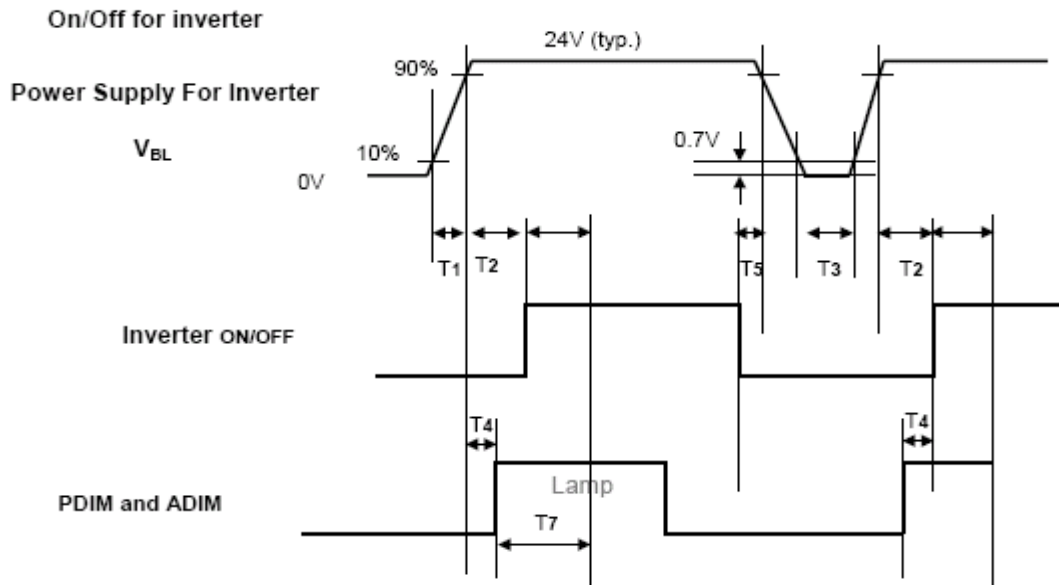 On/Off for inverter
24V (typ.)
90%
Power Supply For Inverter
VBL
10%
0.7V
0V
T1 T2 T5 T3 T2
Inverter ON/OFF
T4 T4
Lamp
PDIM and ADIM
T7